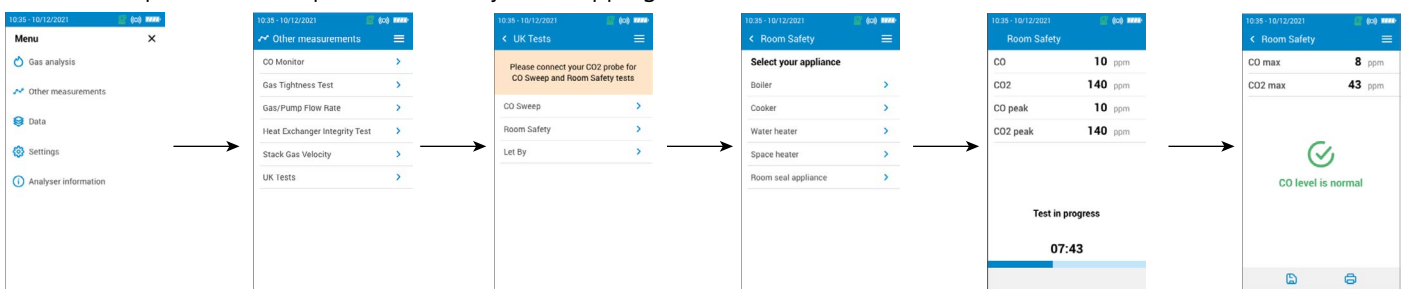 10:35 - 10/12/2021
Menu
Gas analysis
Other measurements
Data
Settings
Analyser information
10:35 - 10/12/2021
Other measurements
CO Monitor
Gas Tightness Test
Gas/Pump Flow Rate
Heat Exchanger Integrity Test
Stack Gas Velocity
UK Tests
10:35 - 10/12/2021
UK Tests
Please connect your CO2 probe for
CO Sweep and Room Safety tests
CO Sweep
Room Safety
Let By
10:35 - 10/12/2021
Room Safety
Select your appliance
Boiler
Cooker
Water heater
Space heater
Room seal appliance
10:35 - 10/12/2021
Room Safety
CO 10 ppm
CO2 140 ppm
CO peak 10 ppm
CO2 peak 140 ppm
Test in progress
07:43
10:35 - 10/12/2021
Room Safety
CO max 8 ppm
CO2 max 43 ppm
CO level is normal